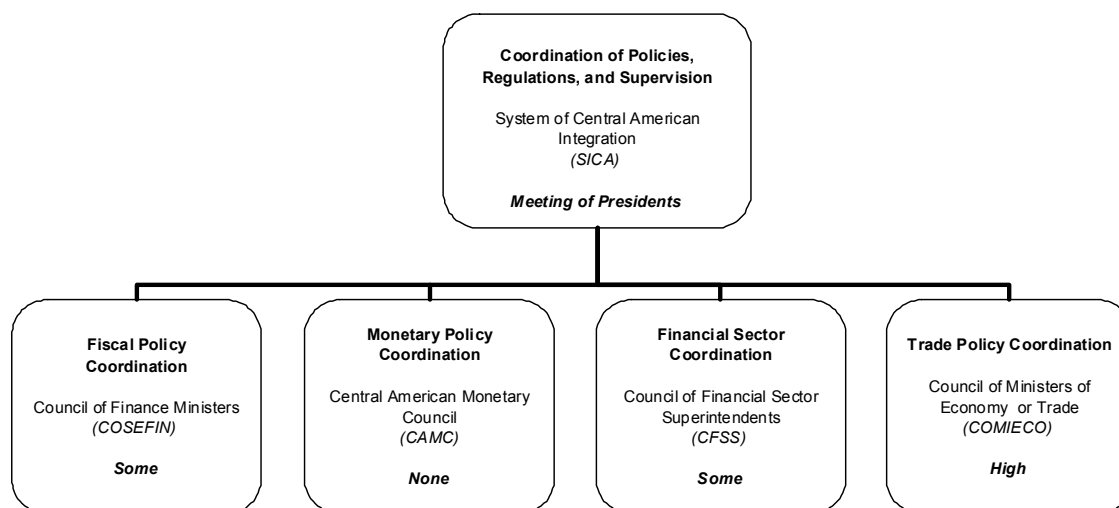 Coordination of Policies,
Regulations, and Supervision
System of Central American
Integration
(SICA)
Meeting of Presidents
Fiscal Policy
Coordination
Council of Finance Ministers
(COSEFIN)
Some
Monetary Policy
Coordination
Central American Monetary
Council
(CAMC)
None
Financial Sector
Coordination
Council of Financial Sector
Superintendents
(CFSS)
Some
Trade Policy Coordination
Council of Ministers of
Economy or Trade
(COMIECO)
High